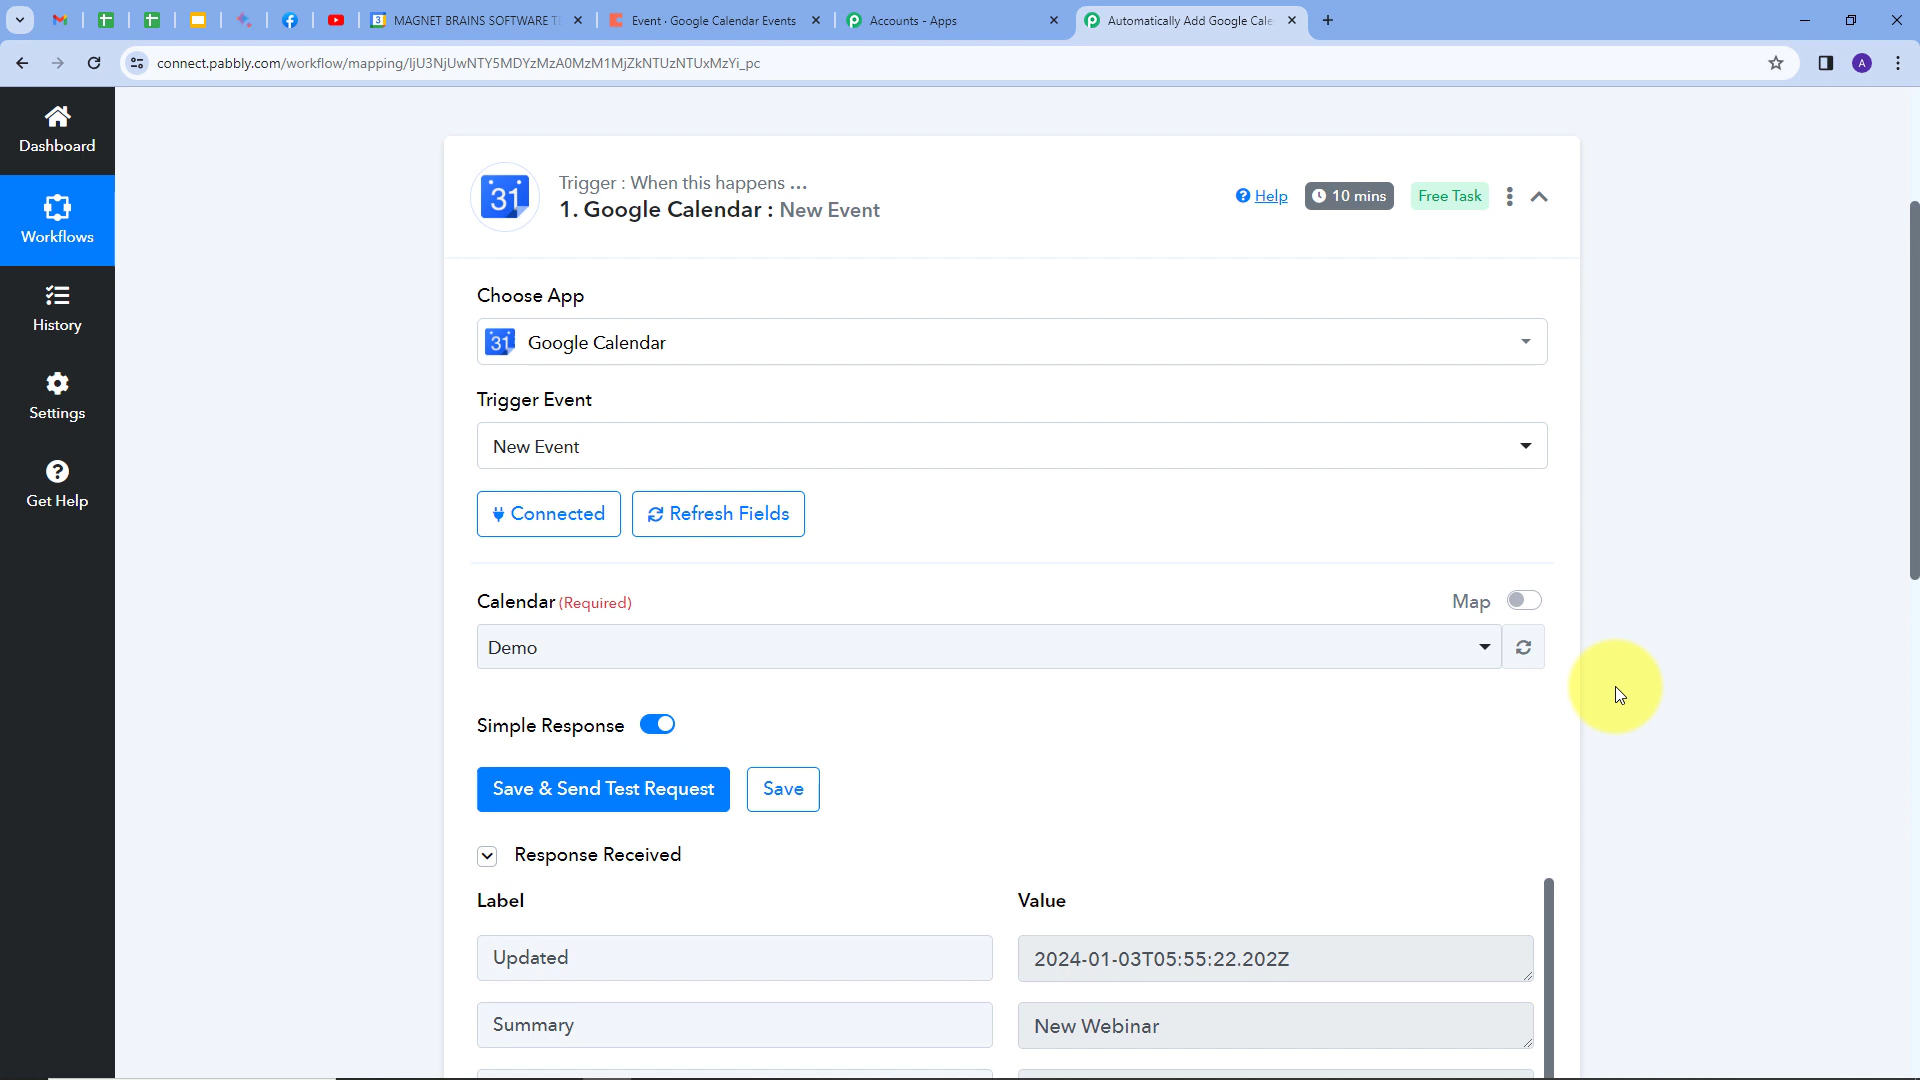 MAGNET BRAINS SOFTWARE T
Event · Google Calendar Events
Accounts - Apps
Automatically Add Google Cale
connect.pabbly.com/workflow/mapping/IjU3NjUwNTY5MDYzMzA0MzM1MjZkNTUzNTUxMzYi_pc
A
Dashboard
Workflows
History
Settings
Get Help
31
Trigger : When this happens ...
1. Google Calendar : New Event
Help
10 mins
Free Task
Choose App
31 Google Calendar
Trigger Event
New Event
Connected
Refresh Fields
Calendar (Required)
Map
Demo
Simple Response
Save & Send Test Request
Save
Response Received
Label
Value
Updated
2024-01-03T05:55:22.202Z
Summary
New Webinar